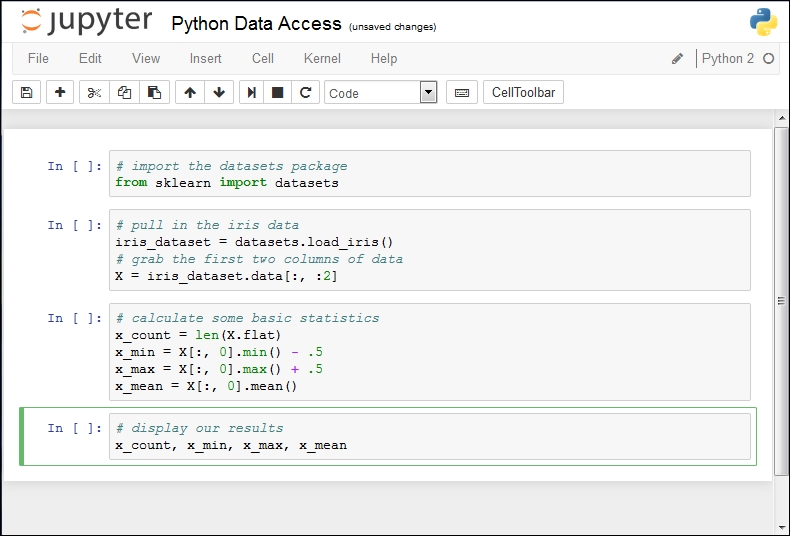 jupyter Python Data Access (unsaved changes)
File Edit View Insert Cell Kernel Help Python 2
Code CellToolbar
In [ ]: # import the datasets package
from sklearn import datasets
In [ ]: # pull in the iris data
iris_dataset = datasets.load_iris()
# grab the first two columns of data
X = iris_dataset.data[:, :2]
In [ ]: # calculate some basic statistics
x_count = len(X.flat)
x_min = X[:, 0].min() - .5
x_max = X[:, 0].max() + .5
x_mean = X[:, 0].mean()
In [ ]: # display our results
x_count, x_min, x_max, x_mean